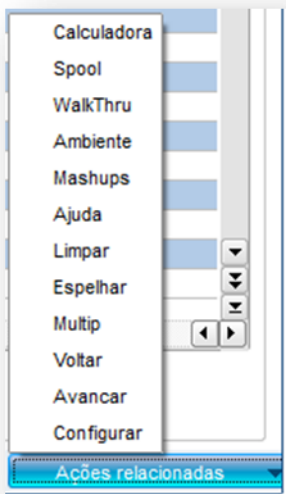 Calculadora
Spool
WalkThru
Ambiente
Mashups
Ajuda
Limpar
Espelhar
Multip
Voltar
Avancar
Configurar
Ações relacionadas